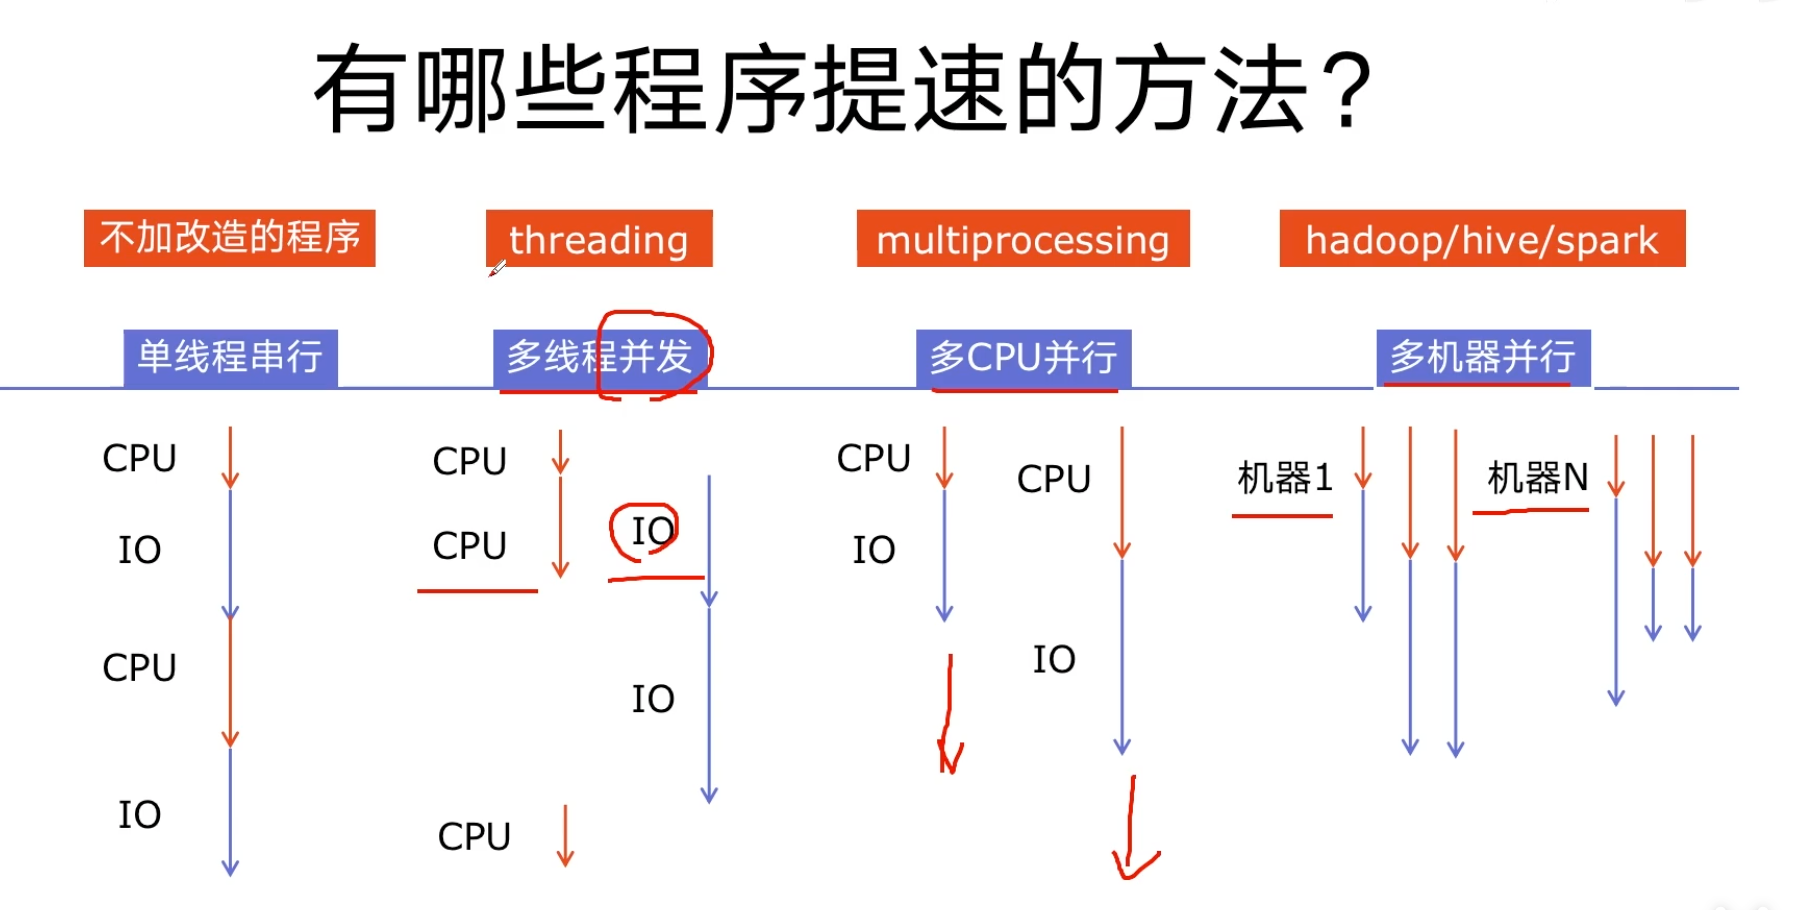 有哪些程序提速的方法?
不加改造的程序
threading
multiprocessing
hadoop/hive/spark
单线程串行
多线程并发
多CPU并行
多机器并行
CPU
IO
CPU
IO
CPU
CPU
IO
IO
CPU
CPU
IO
CPU
IO
机器1
机器N